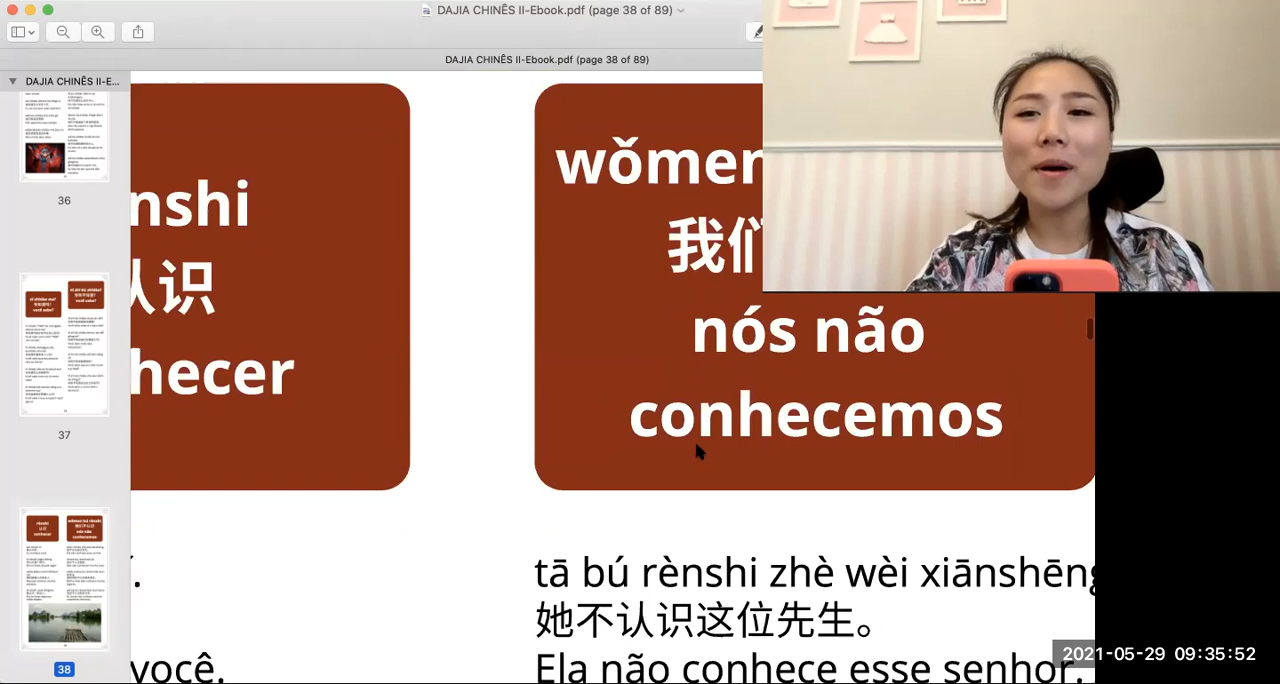 DAJIA CHINÊS II-Ebook.pdf (page 38 of 89)
DAJIA CHINÊS II-Ebook.pdf (page 38 of 89)
DAJIA CHINÊS II-E...
36
37
38
nshi
认识
hecer
wǒmen
我们
nós não
conhecemos
você.
tā bú rènshi zhè wèi xiānshēng
她不认识这位先生。
Ela não conhece esse senhor.
2021-05-29 09:35:52